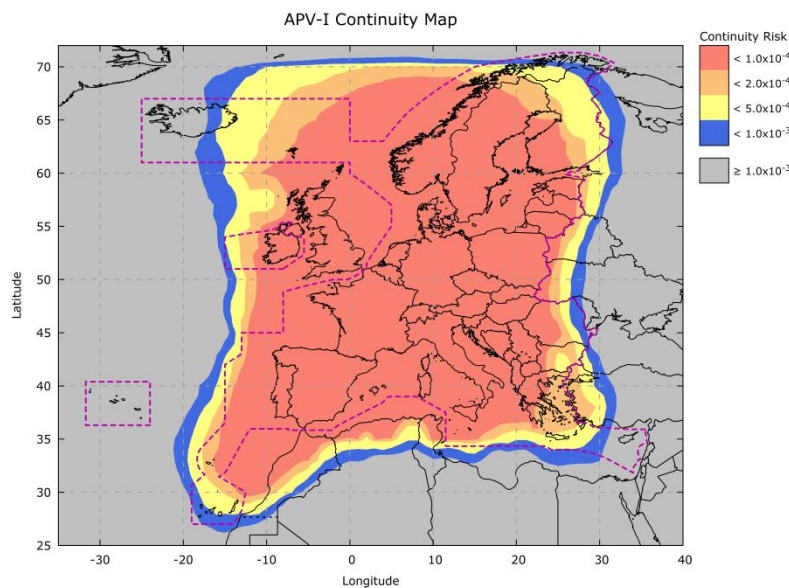 APV-I Continuity Map
Continuity Risk
< 1.0x10⁻⁴
< 2.0x10⁻⁴
< 5.0x10⁻⁴
< 1.0x10⁻³
≥ 1.0x10⁻³
Latitude
70
65
60
55
50
45
40
35
30
25
-30
-20
-10
0
10
20
30
40
Longitude